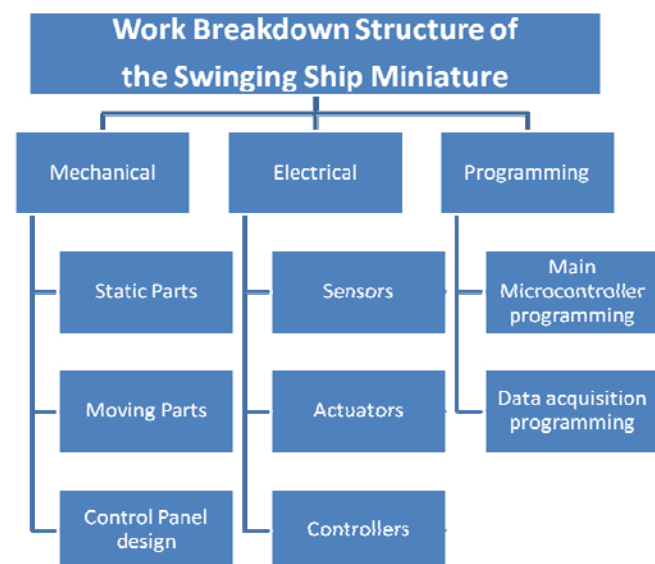 Work Breakdown Structure of
the Swinging Ship Miniature
Mechanical
Electrical
Programming
Static Parts
Sensors
Main
Microcontroller
programming
Moving Parts
Actuators
Data acquisition
programming
Control Panel
design
Controllers